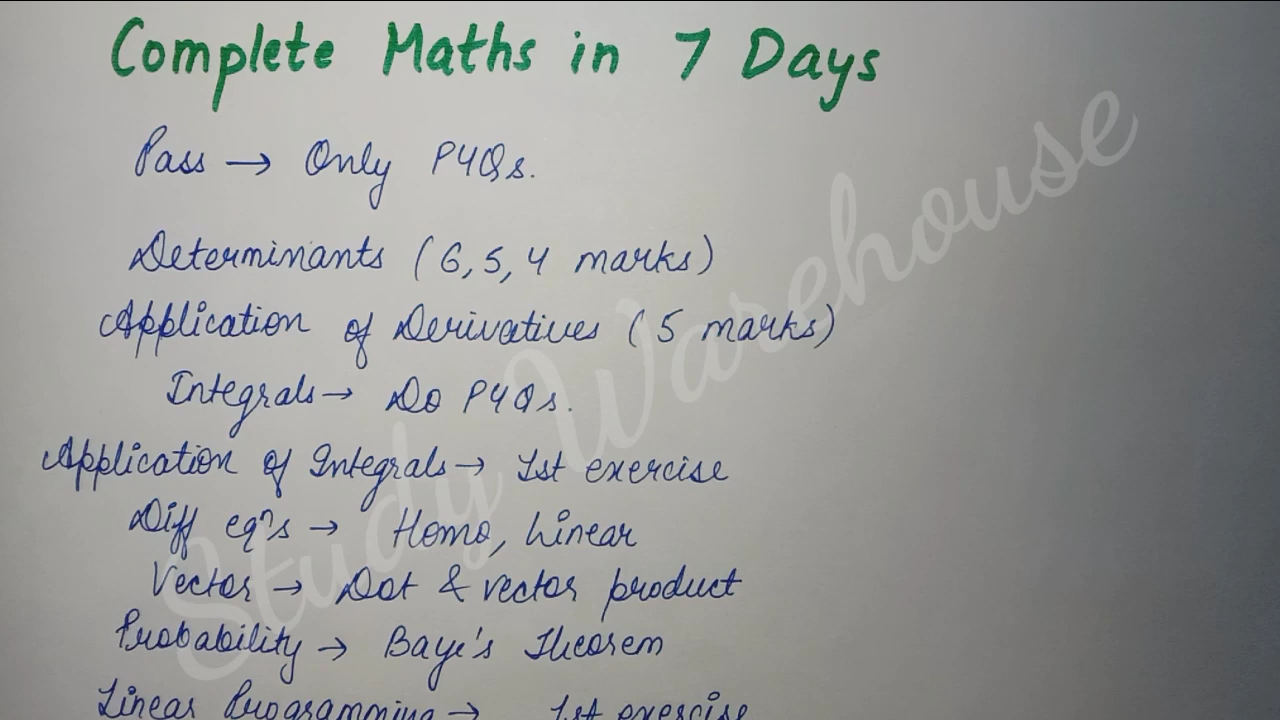 Complete Maths in 7 Days
Pass → Only PYQs.
Determinants (6, 5, 4 marks)
Application of Derivatives (5 marks)
Integrals → Do PYQs.
Application of Integrals → 1st exercise
Diff eqⁿs → Homo, Linear
Vector → Dot & vector product
Probability → Baye's Theorem
Linear Programming → 1st exercise
Study Warehouse